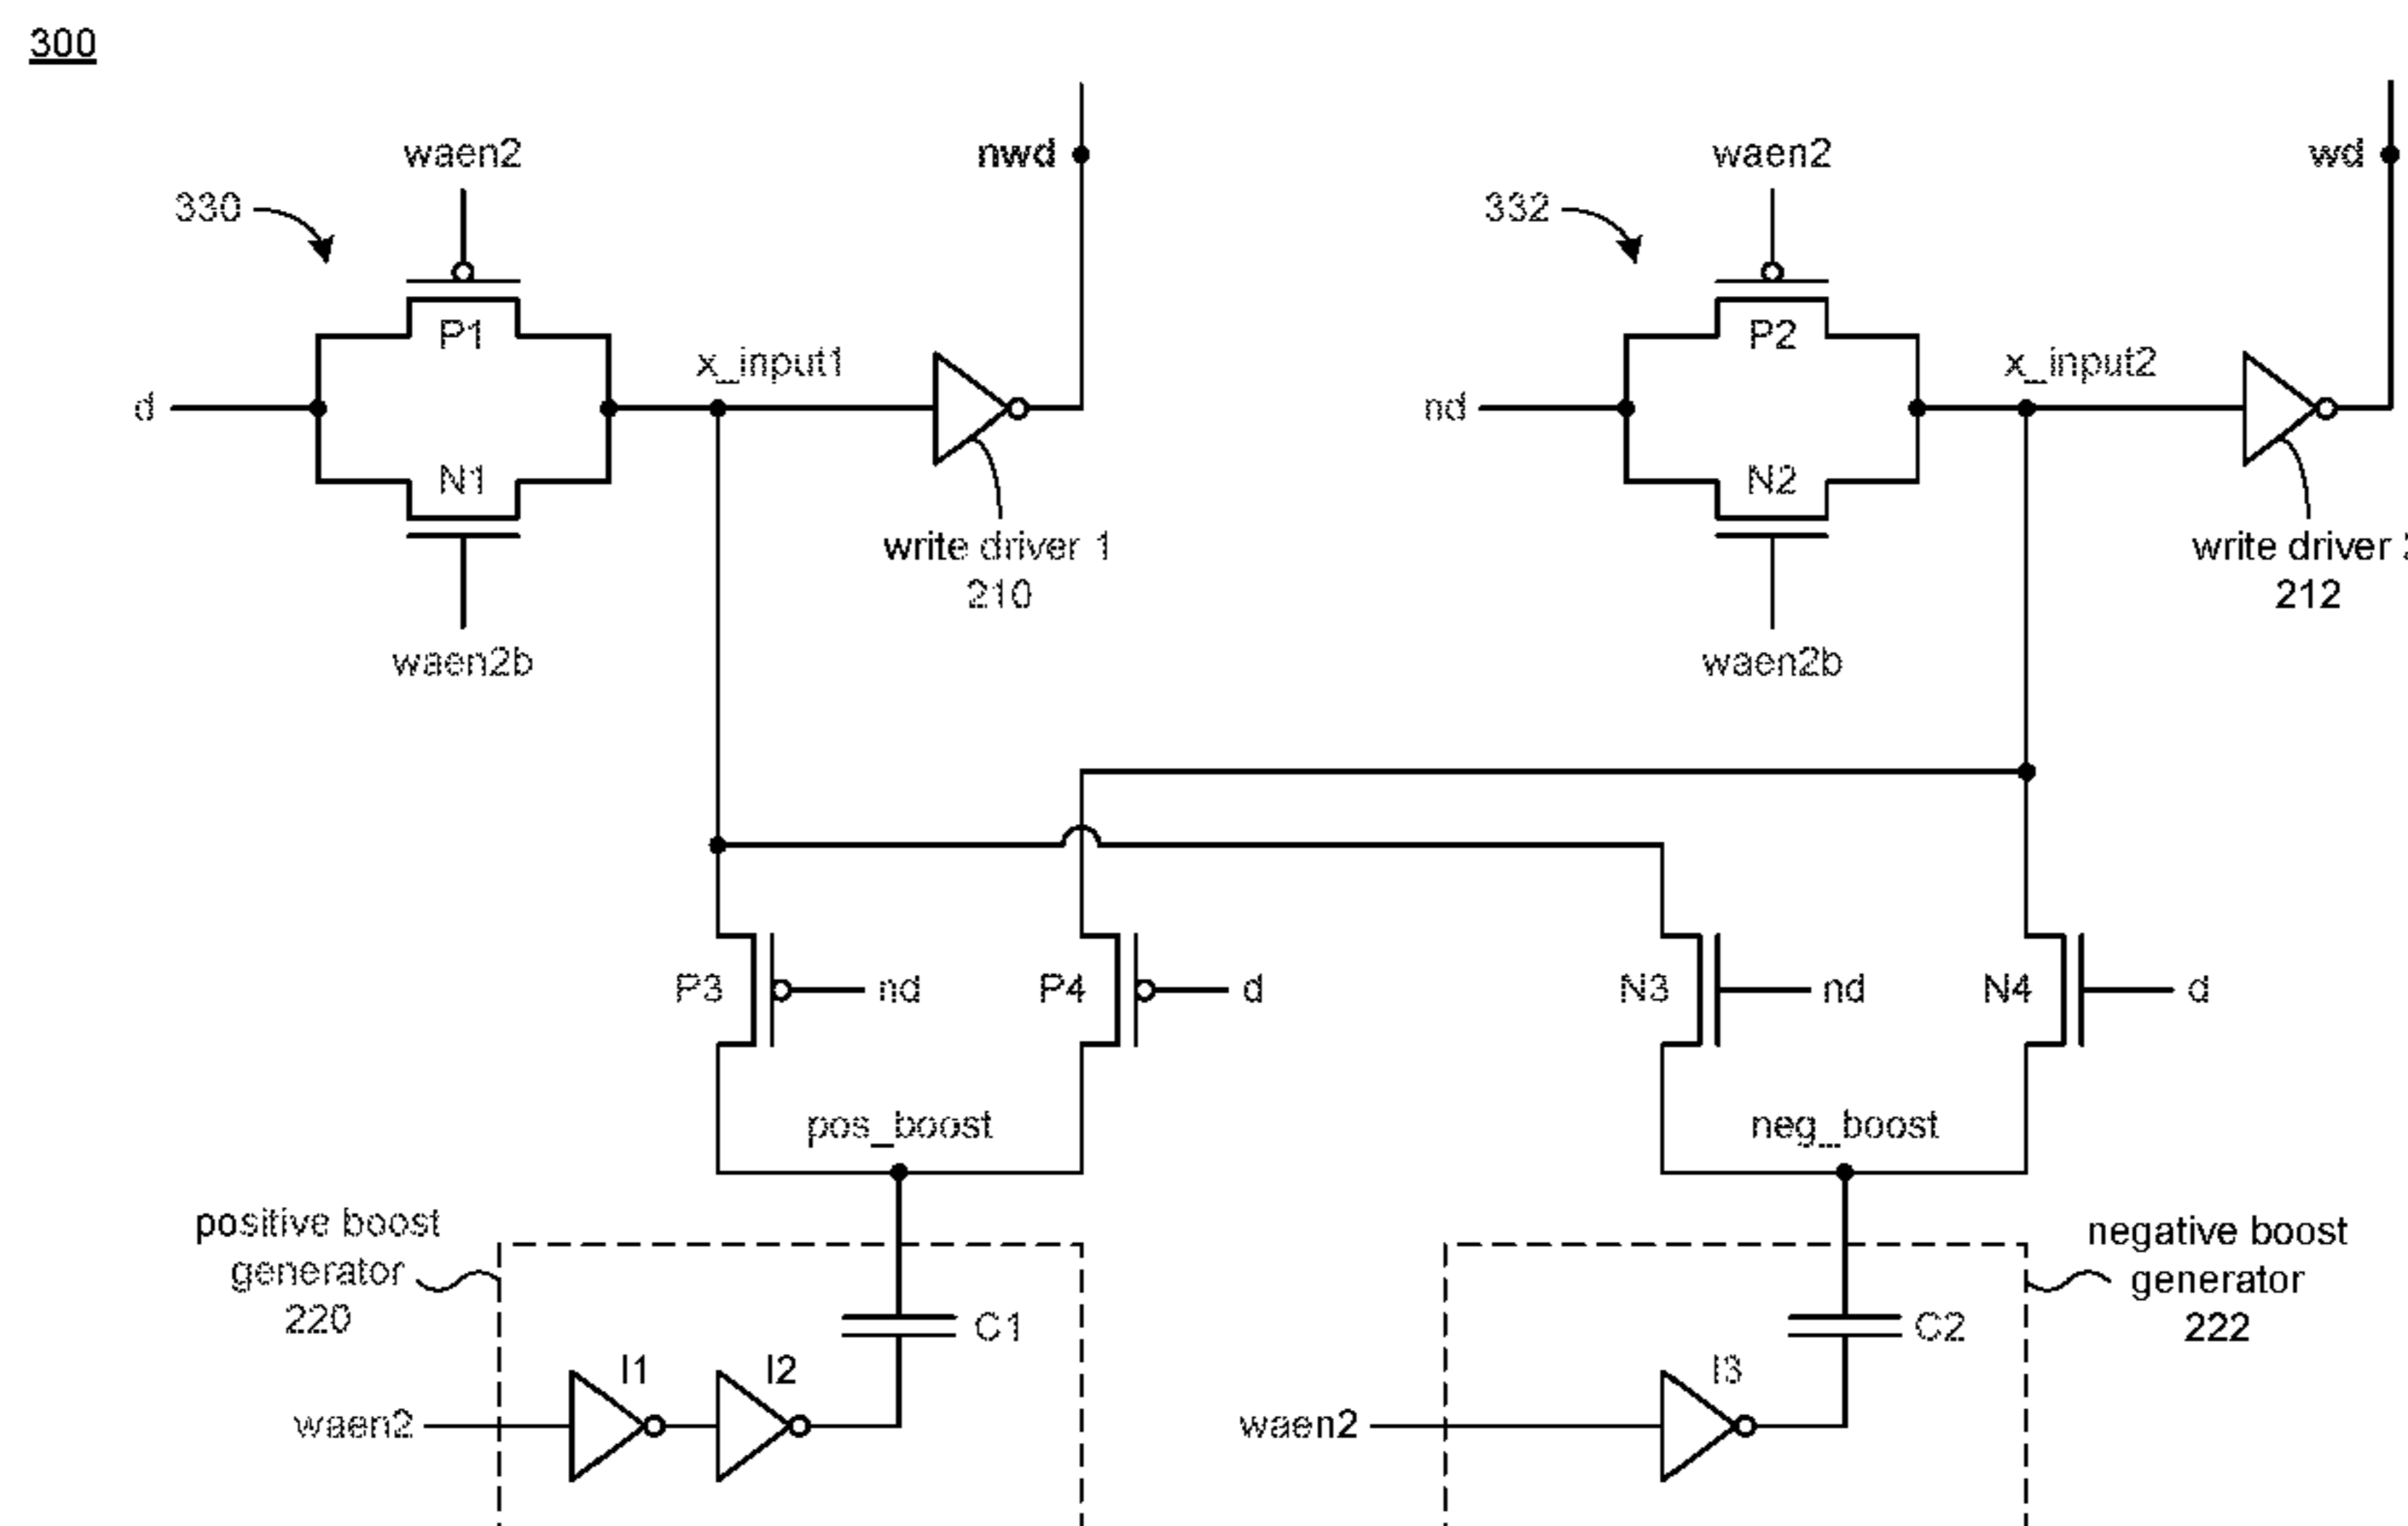 300
waen2
nwd
waen2
wd
330
332
P1
P2
x_input1
x_input2
d
nd
N1
N2
write driver 1
210
write driver
212
waen2b
waen2b
P3
nd
P4
d
N3
nd
N4
d
pos_boost
neg_boost
positive boost
generator
220
negative boost
generator
222
C1
C2
I1
I2
I3
waen2
waen2